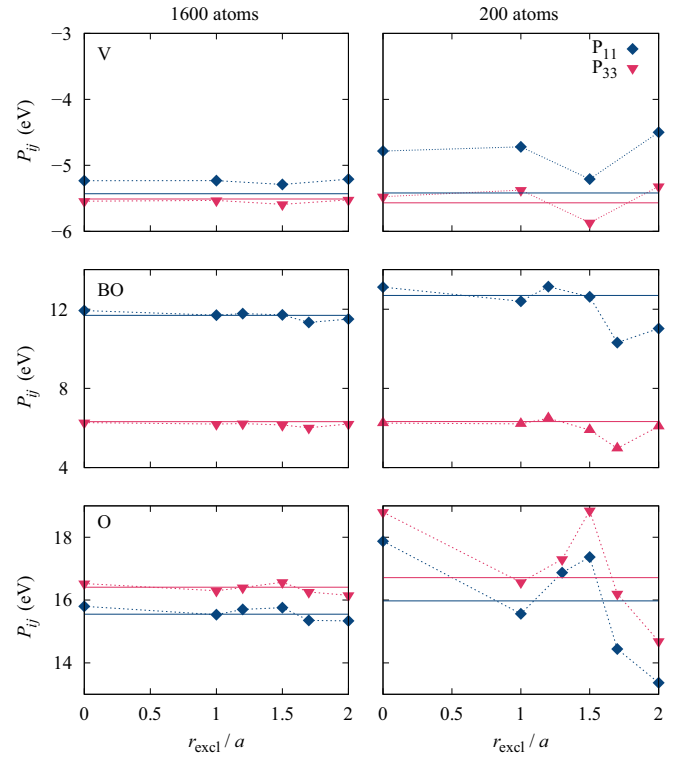 1600 atoms
200 atoms
V
P11
P33
−3
−4
−5
−6
Pij (eV)
BO
12
8
4
Pij (eV)
O
18
16
14
Pij (eV)
0 0.5 1 1.5 2
0 0.5 1 1.5 2
rexcl / a
rexcl / a